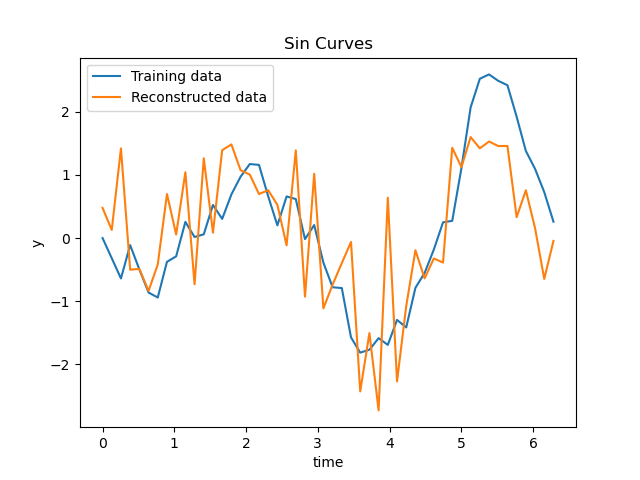 Sin Curves
Training data
Reconstructed data
2
1
0
−1
−2
y
0 1 2 3 4 5 6
time